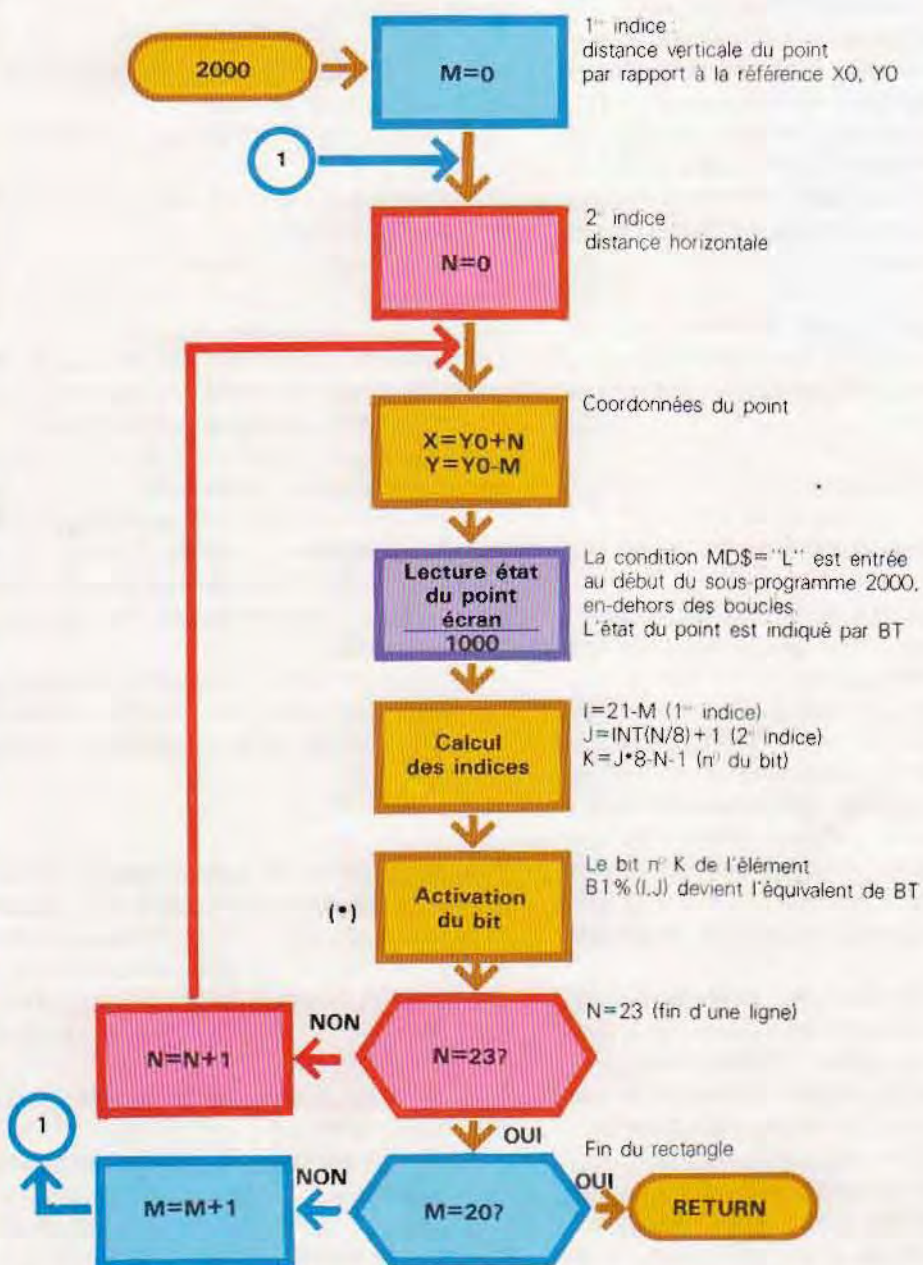 2000
M=0
1re indice :
distance verticale du point
par rapport à la référence X0, Y0
1
N=0
2e indice :
distance horizontale
X=Y0+N
Y=Y0-M
Coordonnées du point
Lecture état
du point
écran
1000
La condition MD$="L" est entrée
au début du sous-programme 2000,
en-dehors des boucles.
L'état du point est indiqué par BT
Calcul
des indices
I=21-M (1er indice)
J=INT(N/8)+1 (2e indice)
K=J*8-N-1 (n° du bit)
(*)
Activation
du bit
Le bit n° K de l'élément
B1%(I,J) devient l'équivalent de BT
N=N+1
NON
N=23?
N=23 (fin d'une ligne)
OUI
1
M=M+1
NON
M=20?
Fin du rectangle
OUI
RETURN